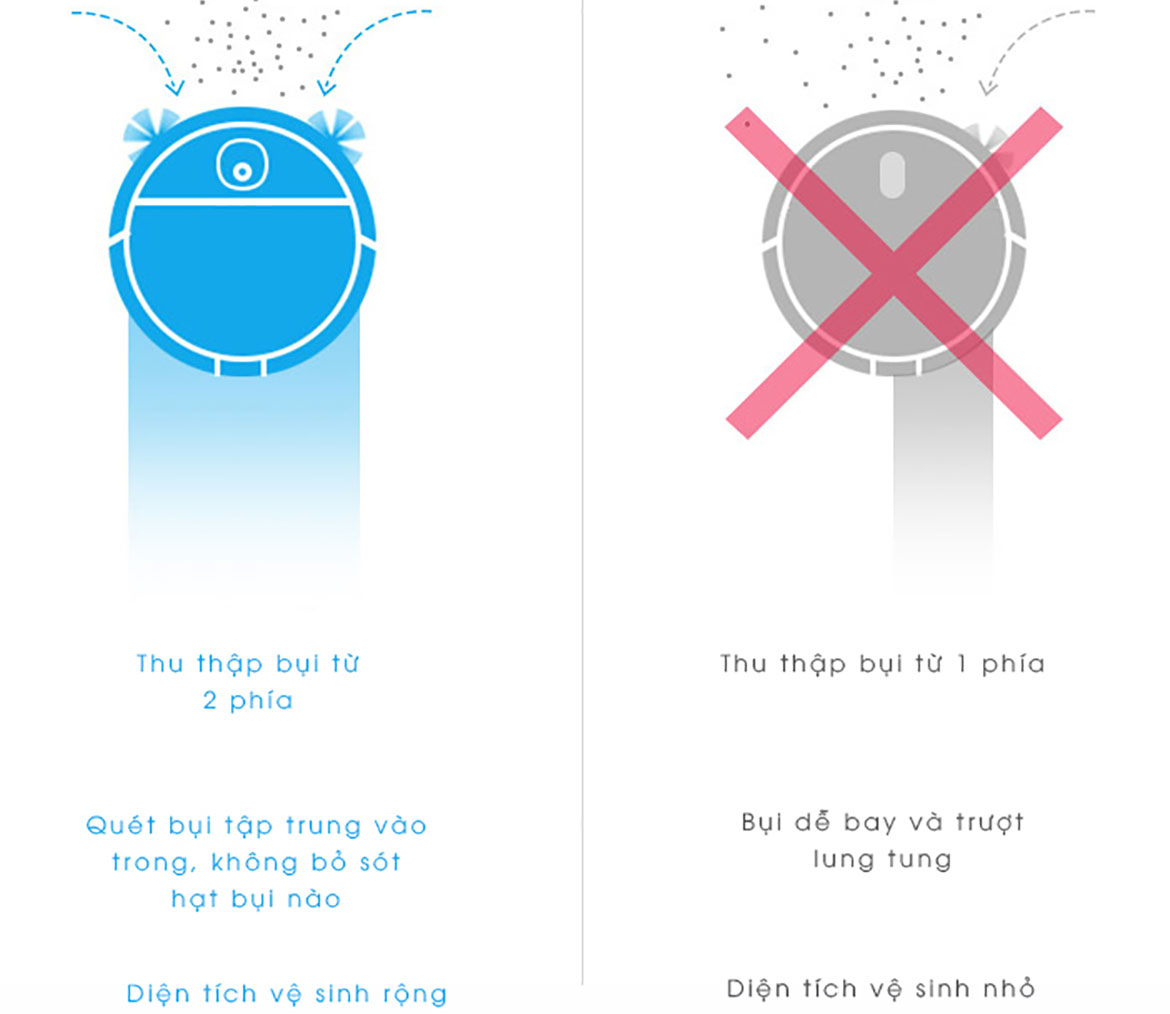 Thu thập bụi từ
2 phía
Quét bụi tập trung vào
trong, không bỏ sót
hạt bụi nào
Diện tích vệ sinh rộng
Thu thập bụi từ 1 phía
Bụi dễ bay và trượt
lung tung
Diện tích vệ sinh nhỏ